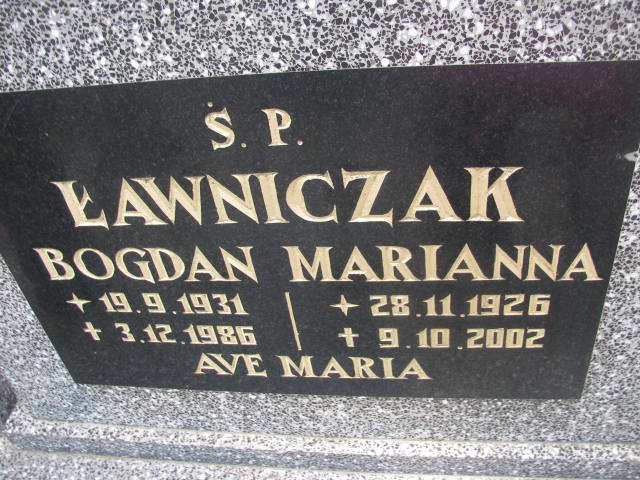 Ś. P.
ŁAWNICZAK
BOGDAN MARIANNA
✦ 19.9.1931 | ✦ 28.11.1926
✝ 3.12.1986 | ✝ 9.10.2002
AVE MARIA